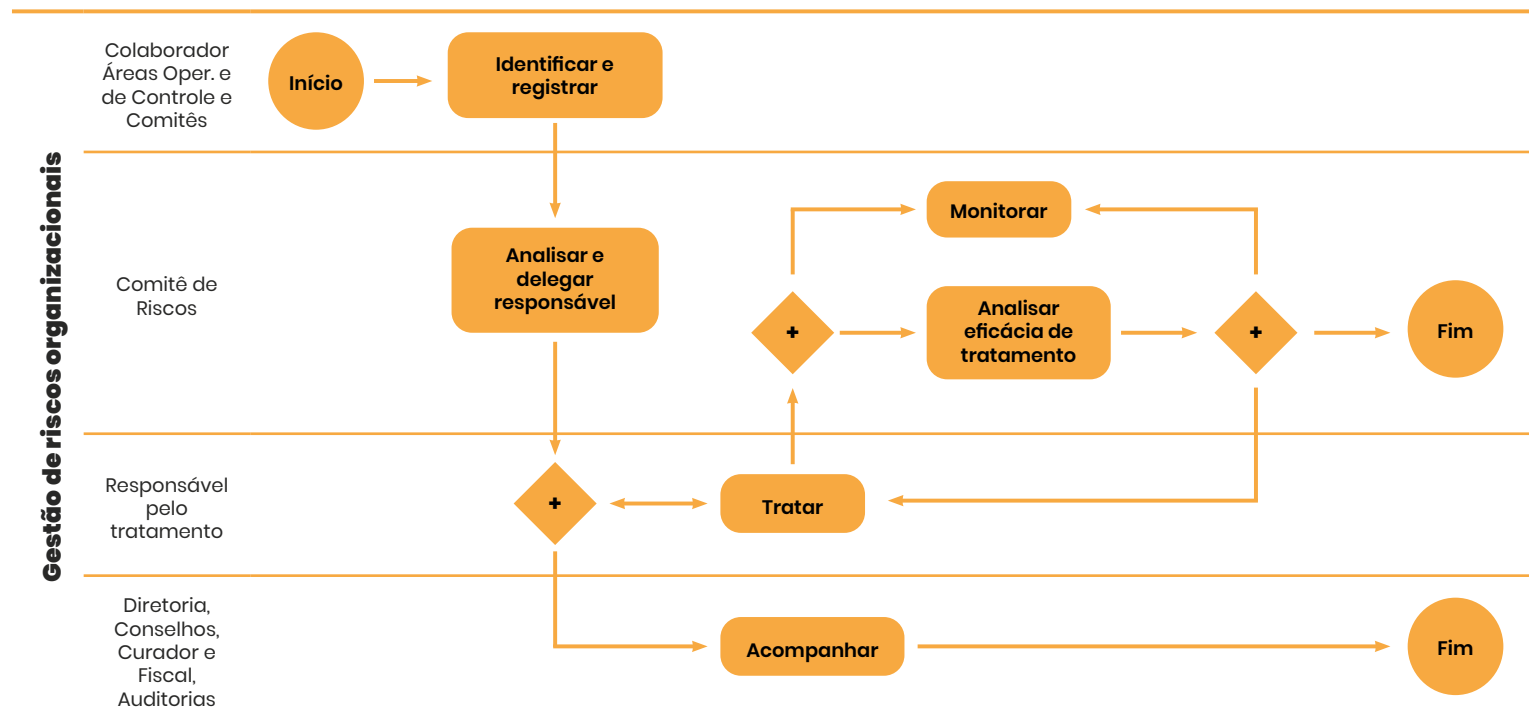 Gestão de riscos organizacionais
Colaborador
Áreas Oper. e
de Controle e
Comitês
Início
Identificar e
registrar
Comitê de
Riscos
Analisar e
delegar
responsável
Monitorar
+
Analisar
eficácia de
tratamento
+
Fim
Responsável
pelo
tratamento
+
Tratar
Diretoria,
Conselhos,
Curador e
Fiscal,
Auditorias
Acompanhar
Fim